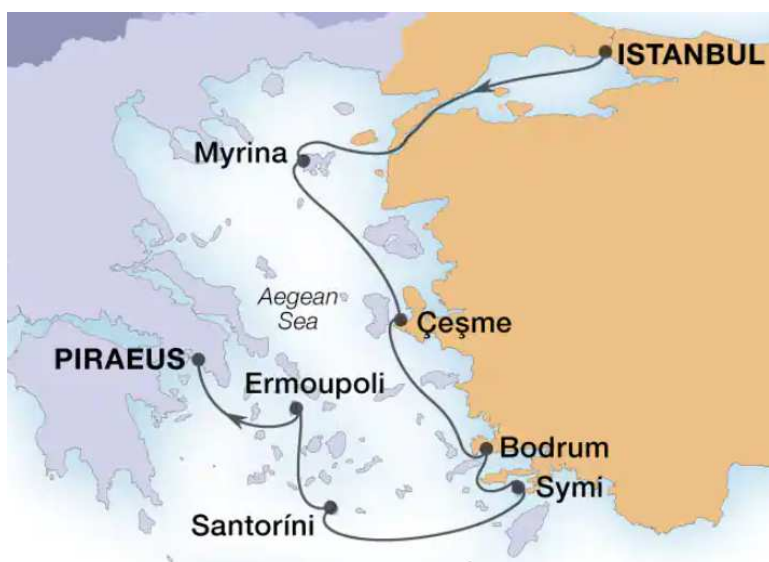 ISTANBUL
Myrina
Aegean
Sea
Çeşme
PIRAEUS
Ermoupoli
Bodrum
Symi
Santoríni